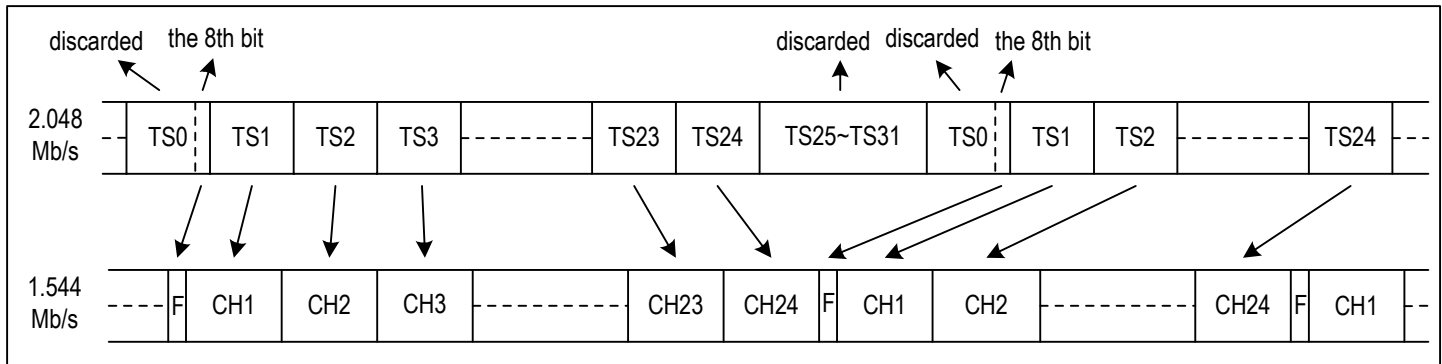 discarded the 8th bit discarded discarded the 8th bit
2.048 Mb/s TS0 TS1 TS2 TS3 TS23 TS24 TS25~TS31 TS0 TS1 TS2 TS24
1.544 Mb/s F CH1 CH2 CH3 CH23 CH24 F CH1 CH2 CH24 F CH1